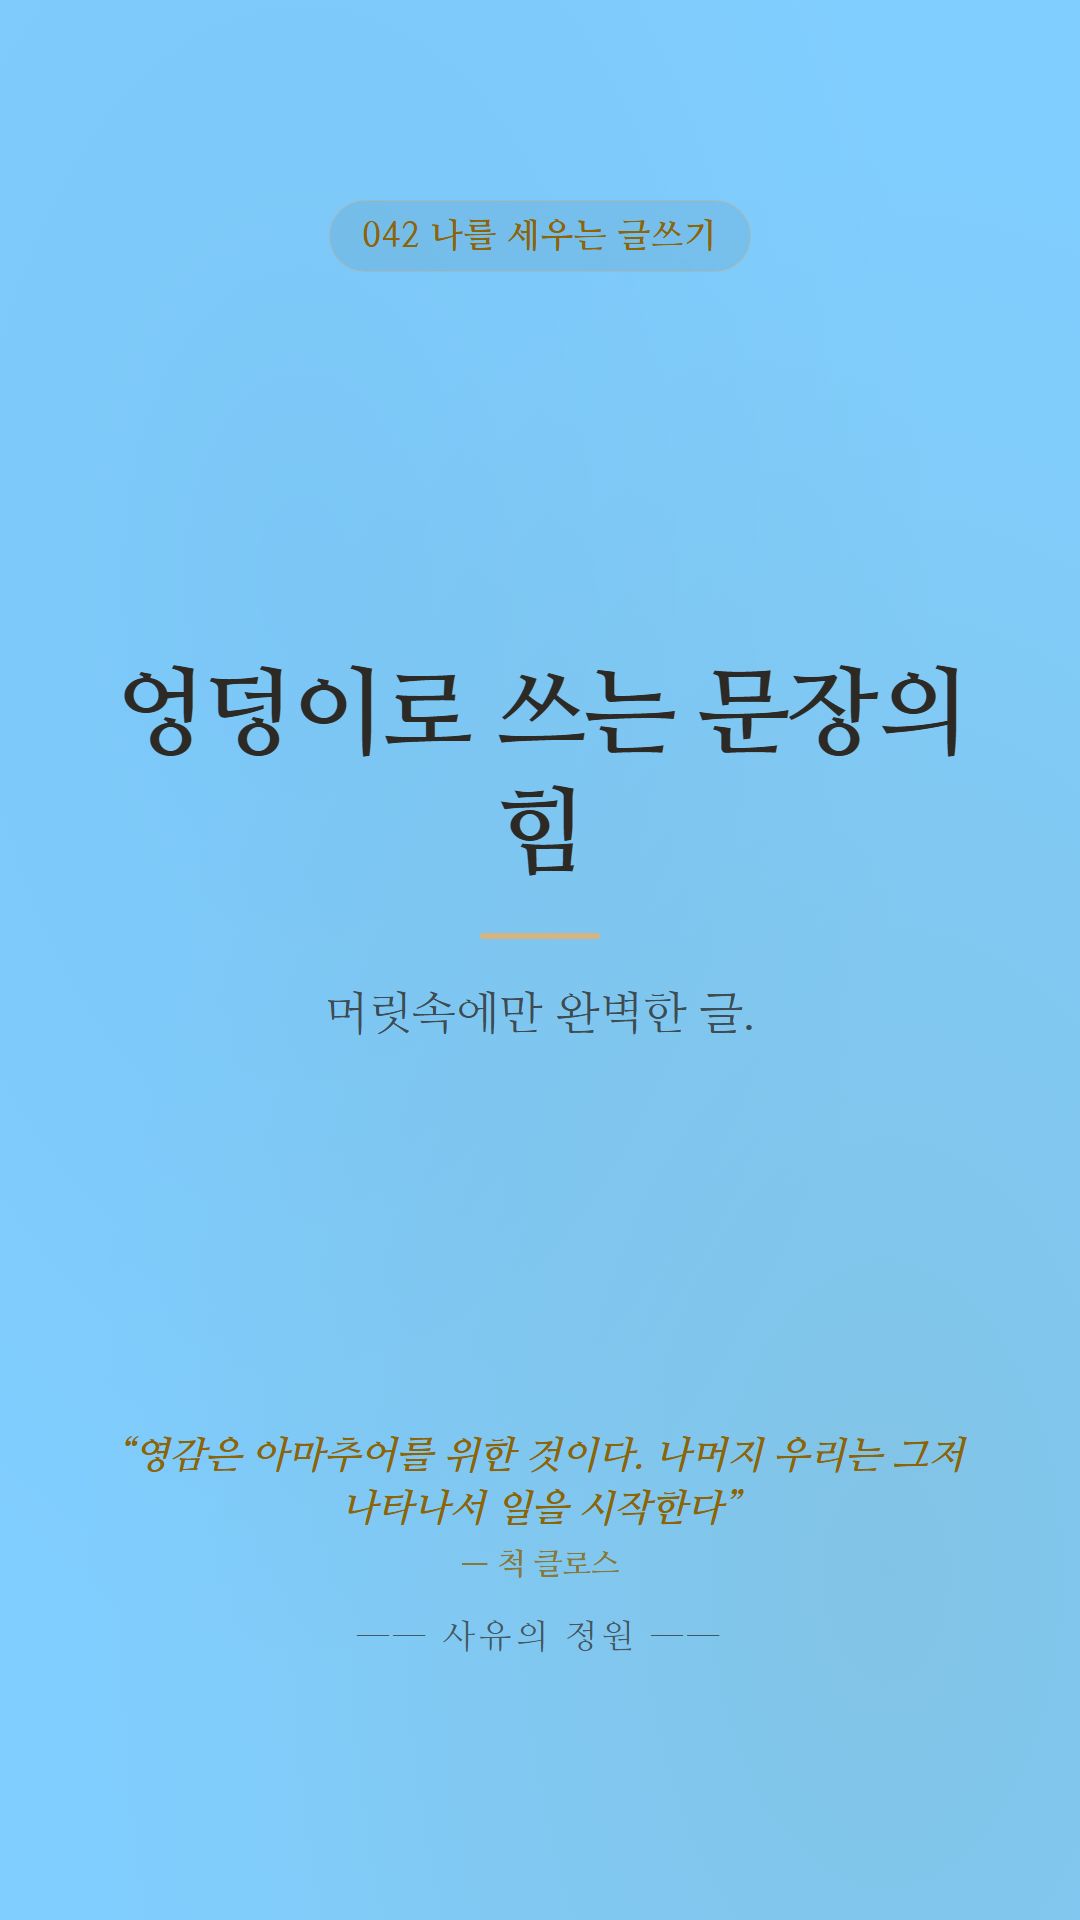 042 나를 세우는 글쓰기
엉덩이로 쓰는 문장의
힘
머릿속에만 완벽한 글.
“영감은 아마추어를 위한 것이다. 나머지 우리는 그저
나타나서 일을 시작한다”
— 척 클로스
—— 사유의 정원 ——